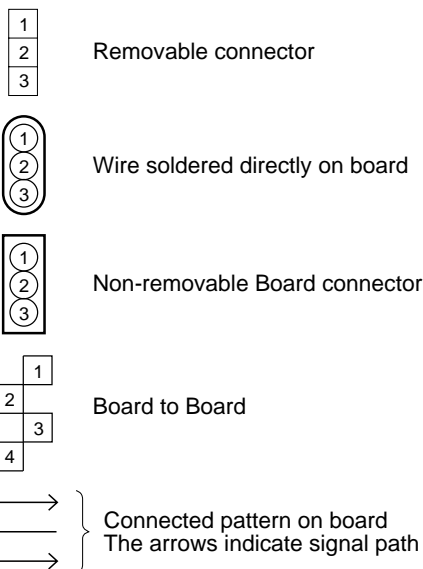 1
2
3
Removable connector
1
2
3
Wire soldered directly on board
1
2
3
Non-removable Board connector
1
2
3
4
Board to Board
Connected pattern on board
The arrows indicate signal path